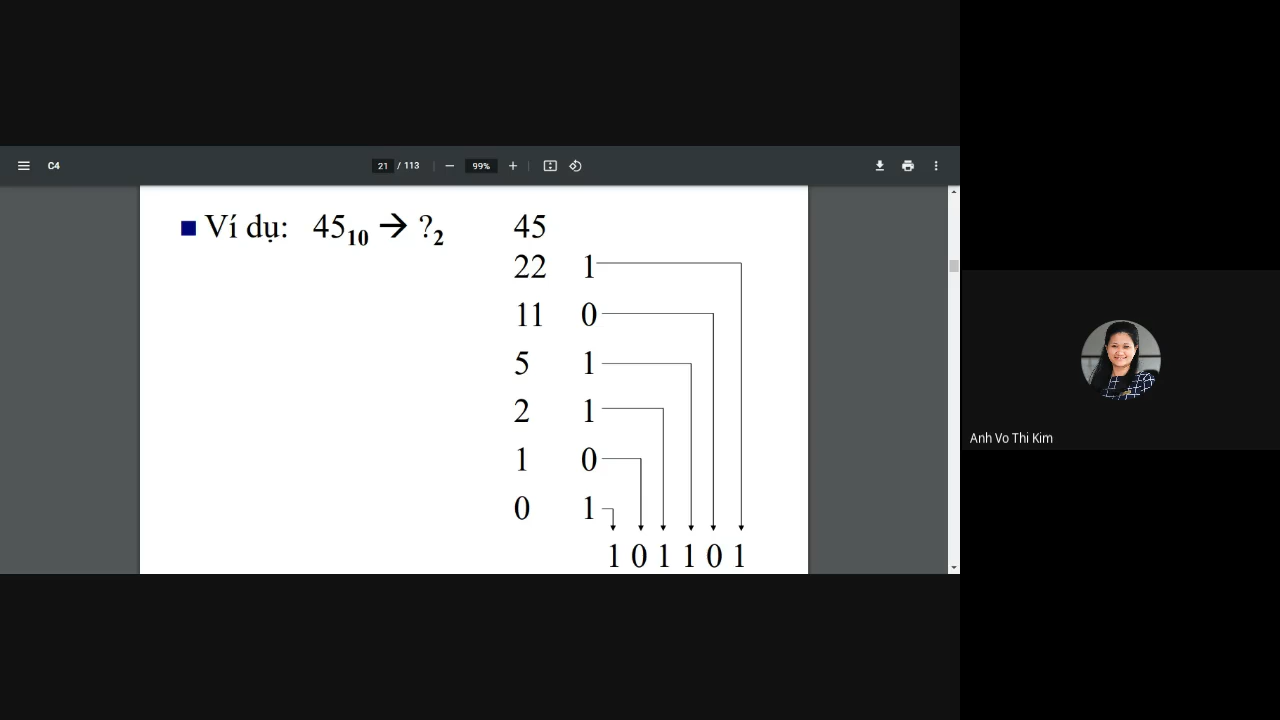 C4 21 / 113 99%
Ví dụ: 45₁₀ → ?₂ 45
22 1
11 0
5 1
2 1
1 0
0 1
1 0 1 1 0 1
Anh Vo Thi Kim